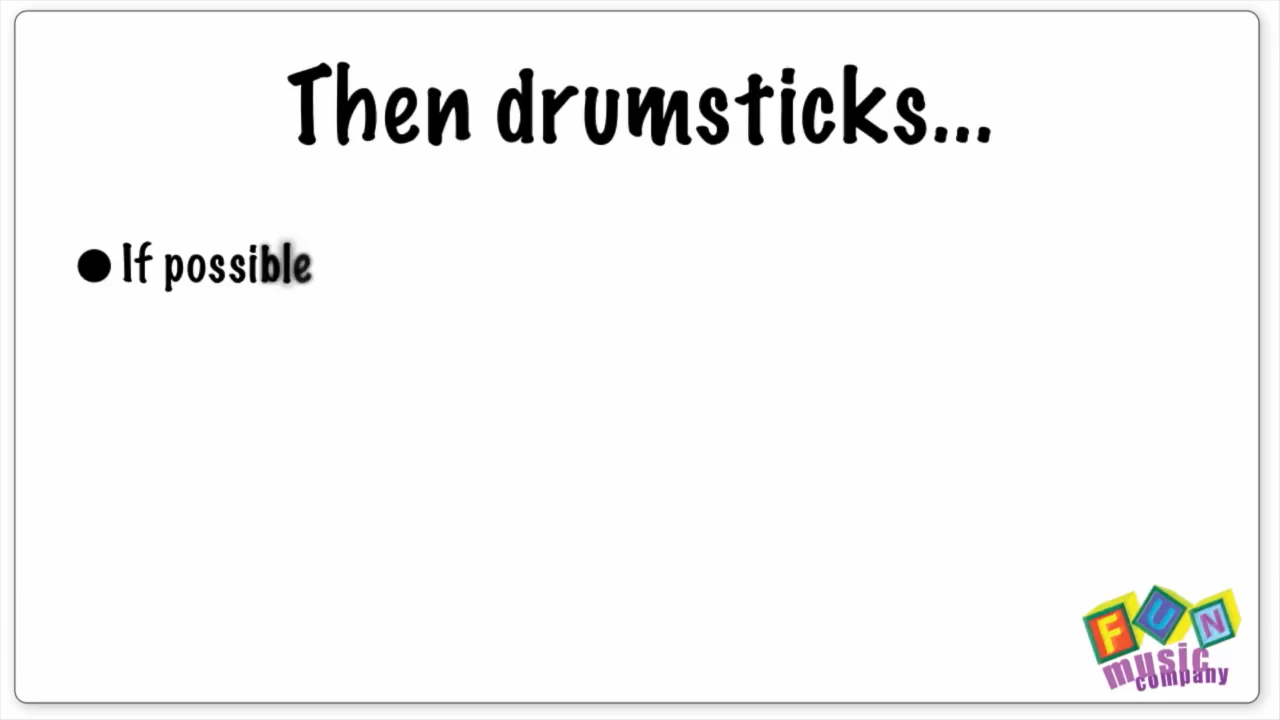 Then drumsticks...
● If possible
FUN
music
company